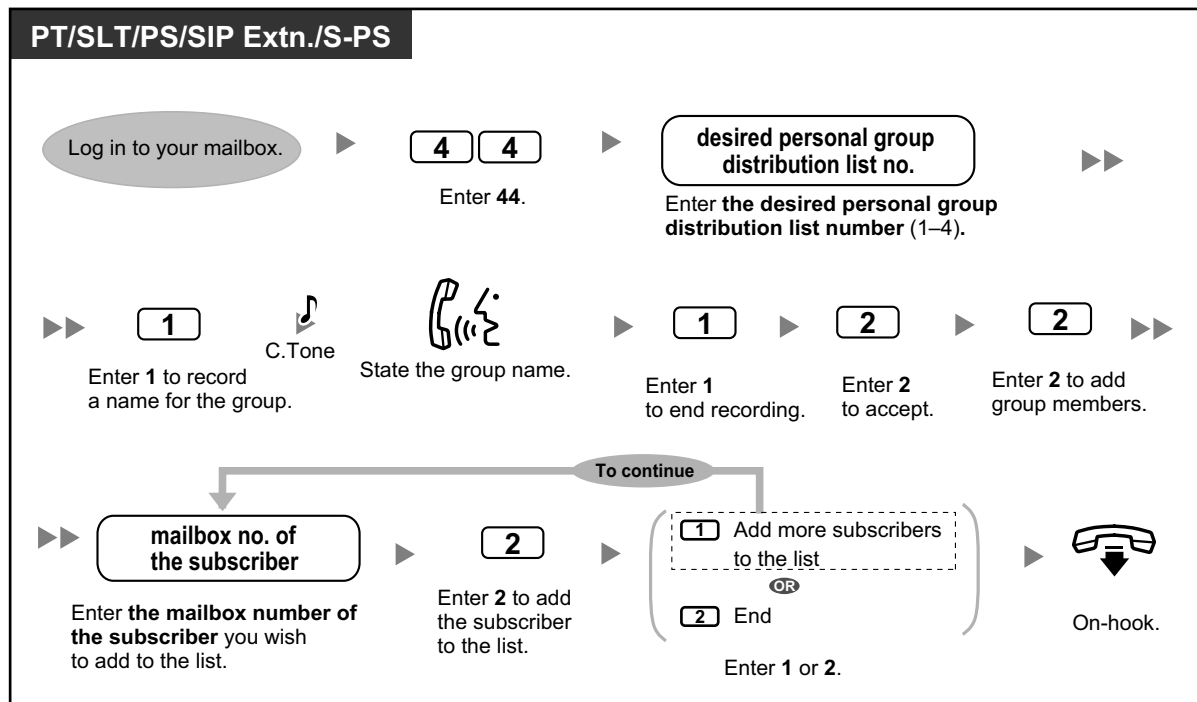 PT/SLT/PS/SIP Extn./S-PS
Log in to your mailbox.
4 4
Enter 44.
desired personal group
distribution list no.
Enter the desired personal group
distribution list number (1–4).
1
Enter 1 to record
a name for the group.
C.Tone
State the group name.
1
Enter 1
to end recording.
2
Enter 2
to accept.
2
Enter 2 to add
group members.
To continue
mailbox no. of
the subscriber
Enter the mailbox number of
the subscriber you wish
to add to the list.
2
Enter 2 to add
the subscriber
to the list.
1 Add more subscribers
to the list
OR
2 End
Enter 1 or 2.
On-hook.